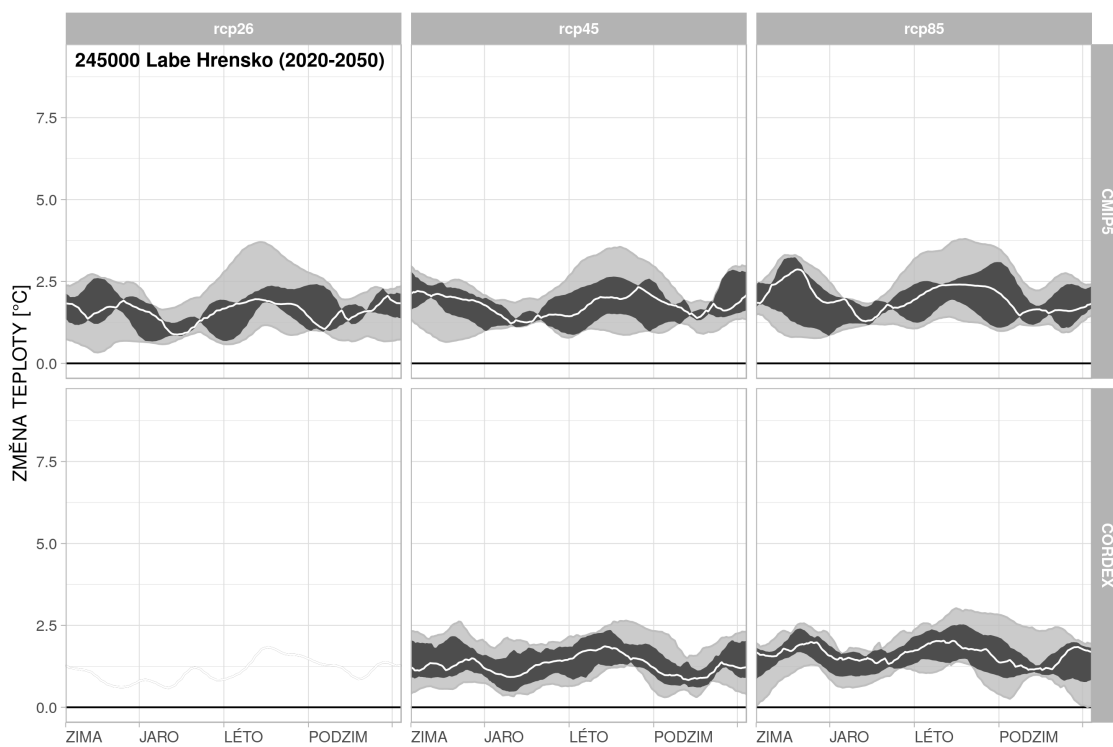 rcp26 rcp45 rcp85
245000 Labe Hrensko (2020-2050)
7.5
5.0
2.5
0.0
CMIP5
ZMĚNA TEPLOTY [°C]
7.5
5.0
2.5
0.0
CORDEX
ZIMA JARO LÉTO PODZIM ZIMA JARO LÉTO PODZIM ZIMA JARO LÉTO PODZIM